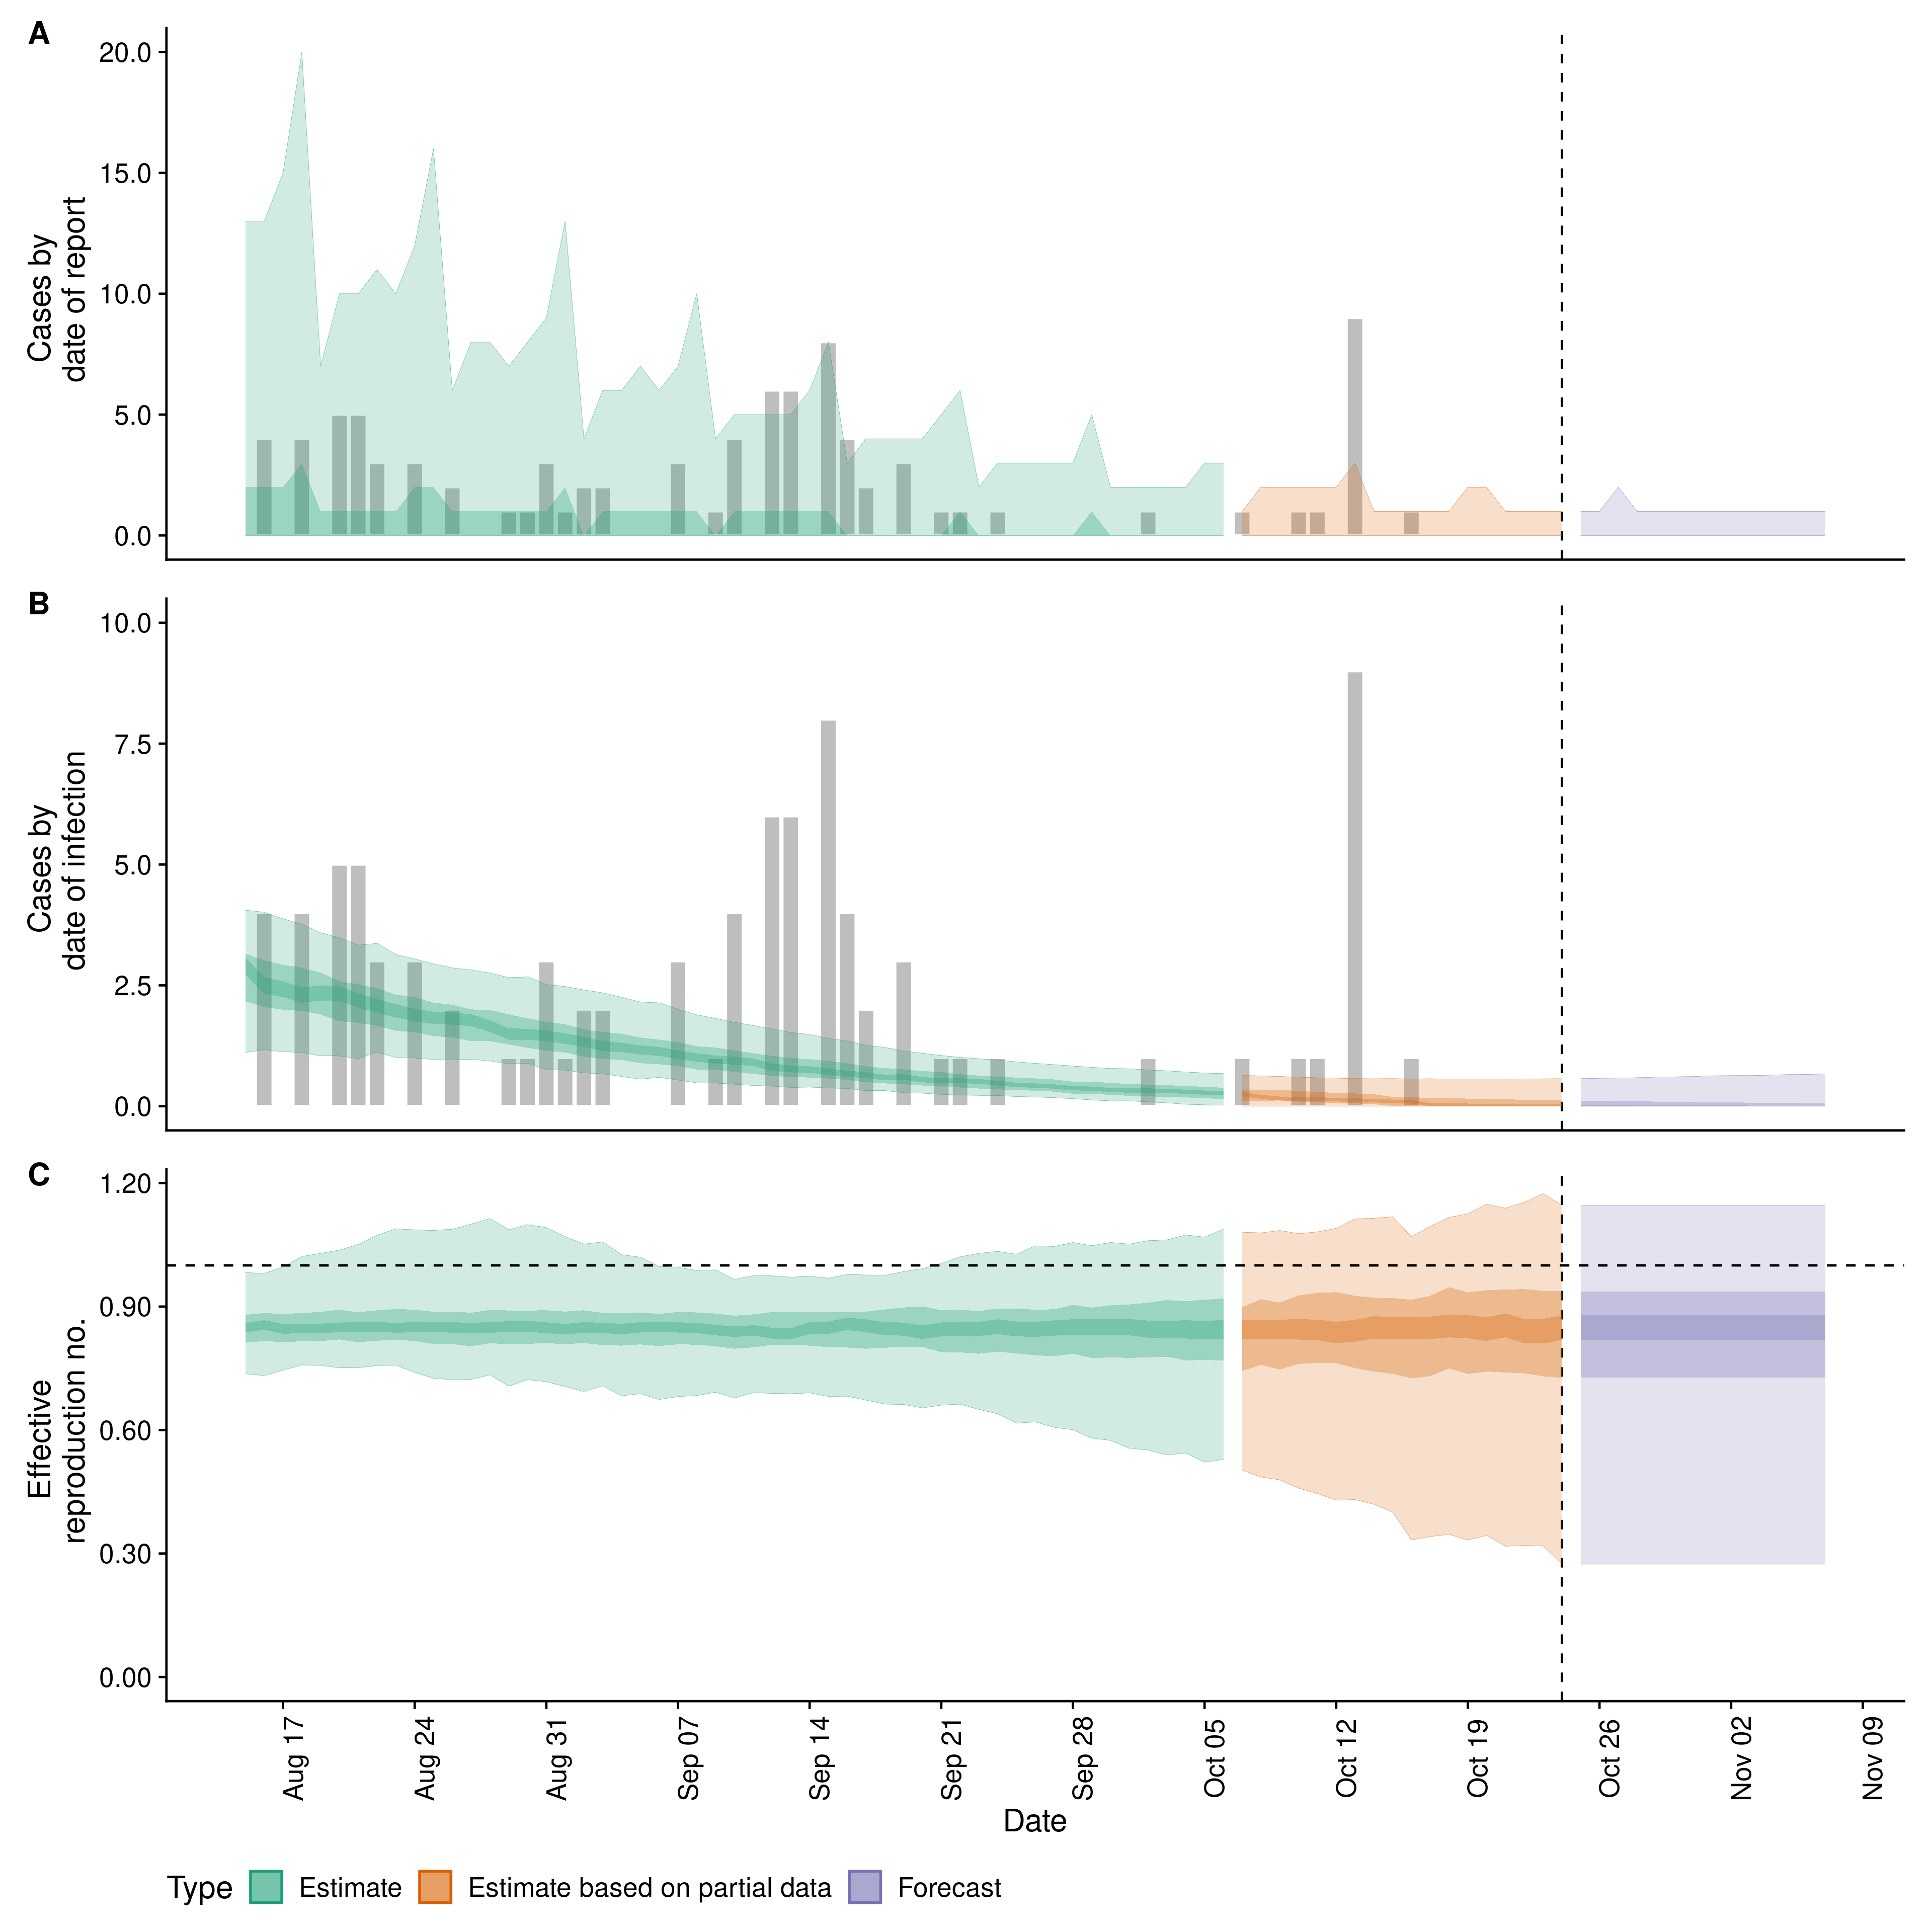 A
20.0
15.0
10.0
5.0
0.0
Cases by
date of report
B
10.0
7.5
5.0
2.5
0.0
Cases by
date of infection
C
1.20
0.90
0.60
0.30
0.00
Effective
reproduction no.
Aug 17
Aug 24
Aug 31
Sep 07
Sep 14
Sep 21
Sep 28
Oct 05
Oct 12
Oct 19
Oct 26
Nov 02
Nov 09
Date
Type Estimate Estimate based on partial data Forecast